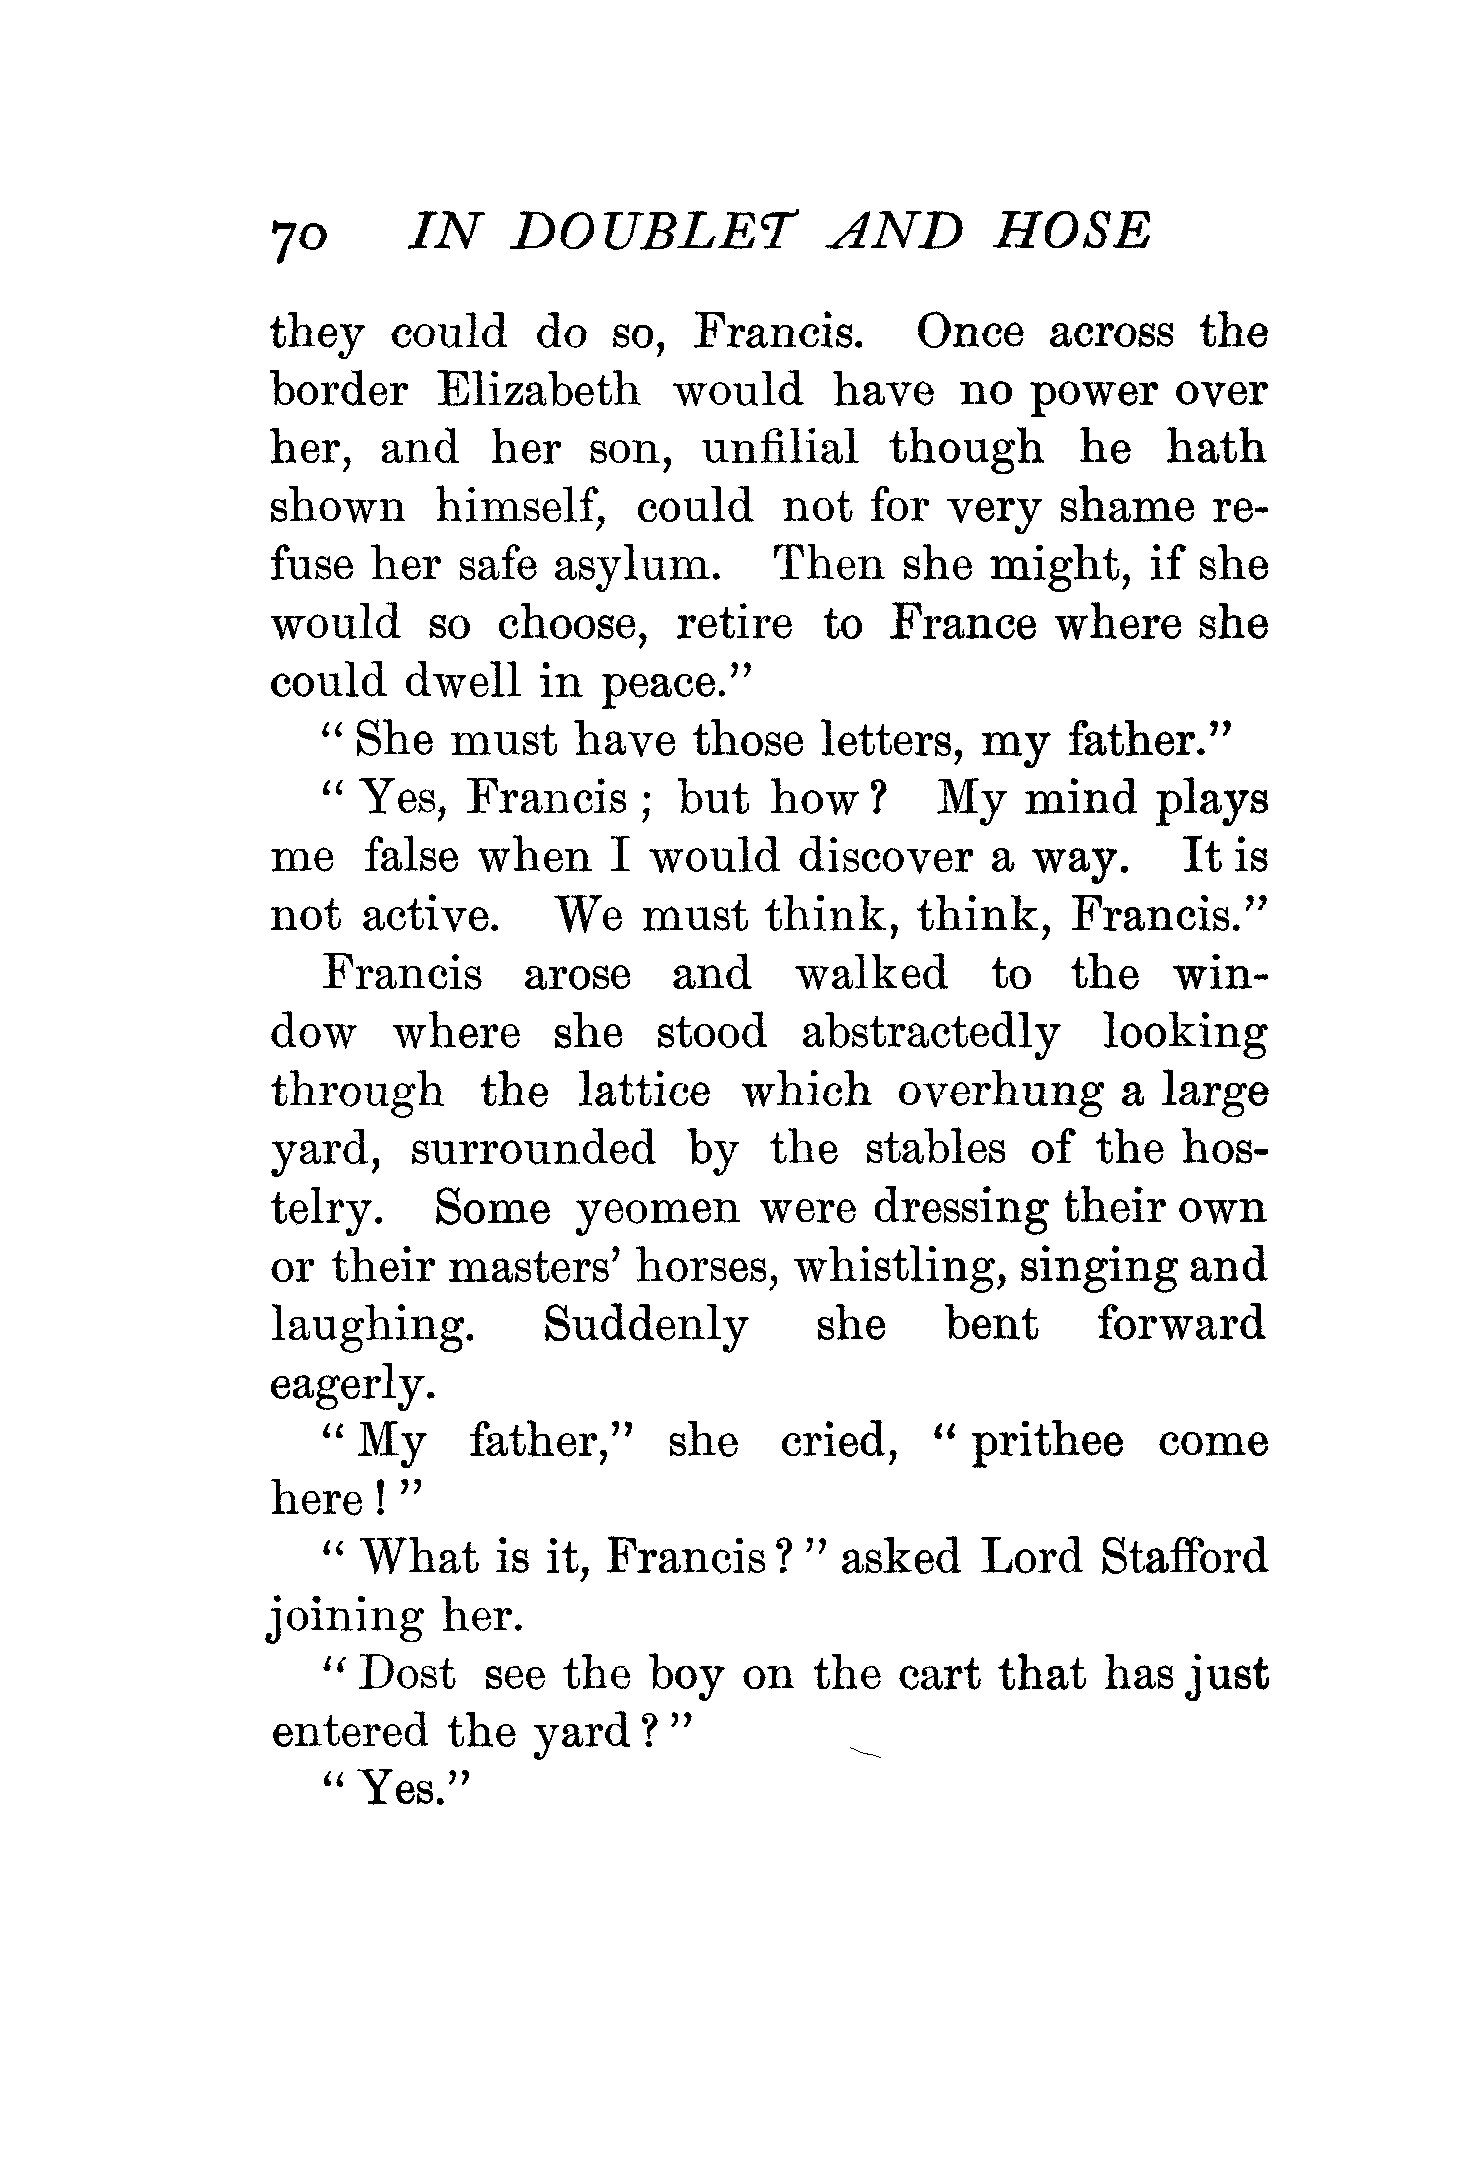 70 IN DOUBLET AND HOSE
they could do so, Francis. Once across the
border Elizabeth would have no power over
her, and her son, unfilial though he hath
shown himself, could not for very shame re-
fuse her safe asylum. Then she might, if she
would so choose, retire to France where she
could dwell in peace.”
“ She must have those letters, my father.”
“ Yes, Francis ; but how ? My mind plays
me false when I would discover a way. It is
not active. We must think, think, Francis.”
Francis arose and walked to the win-
dow where she stood abstractedly looking
through the lattice which overhung a large
yard, surrounded by the stables of the hos-
telry. Some yeomen were dressing their own
or their masters’ horses, whistling, singing and
laughing. Suddenly she bent forward
eagerly.
“ My father,” she cried, “ prithee come
here ! ”
“ What is it, Francis ? ” asked Lord Stafford
joining her.
“ Dost see the boy on the cart that has just
entered the yard ? ”
“ Yes.”